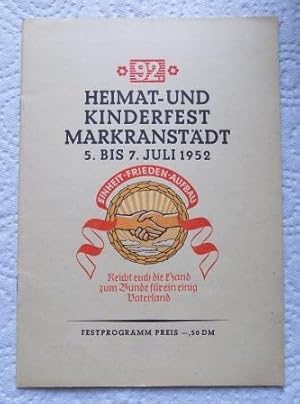 92.
HEIMAT-UND
KINDERFEST
MARKRANSTÄDT
5. BIS 7. JULI 1952
EINHEIT · FRIEDEN · AUFBAU
Reicht euch die Hand
zum Bunde für ein einig
Vaterland
FESTPROGRAMM PREIS -,50 DM